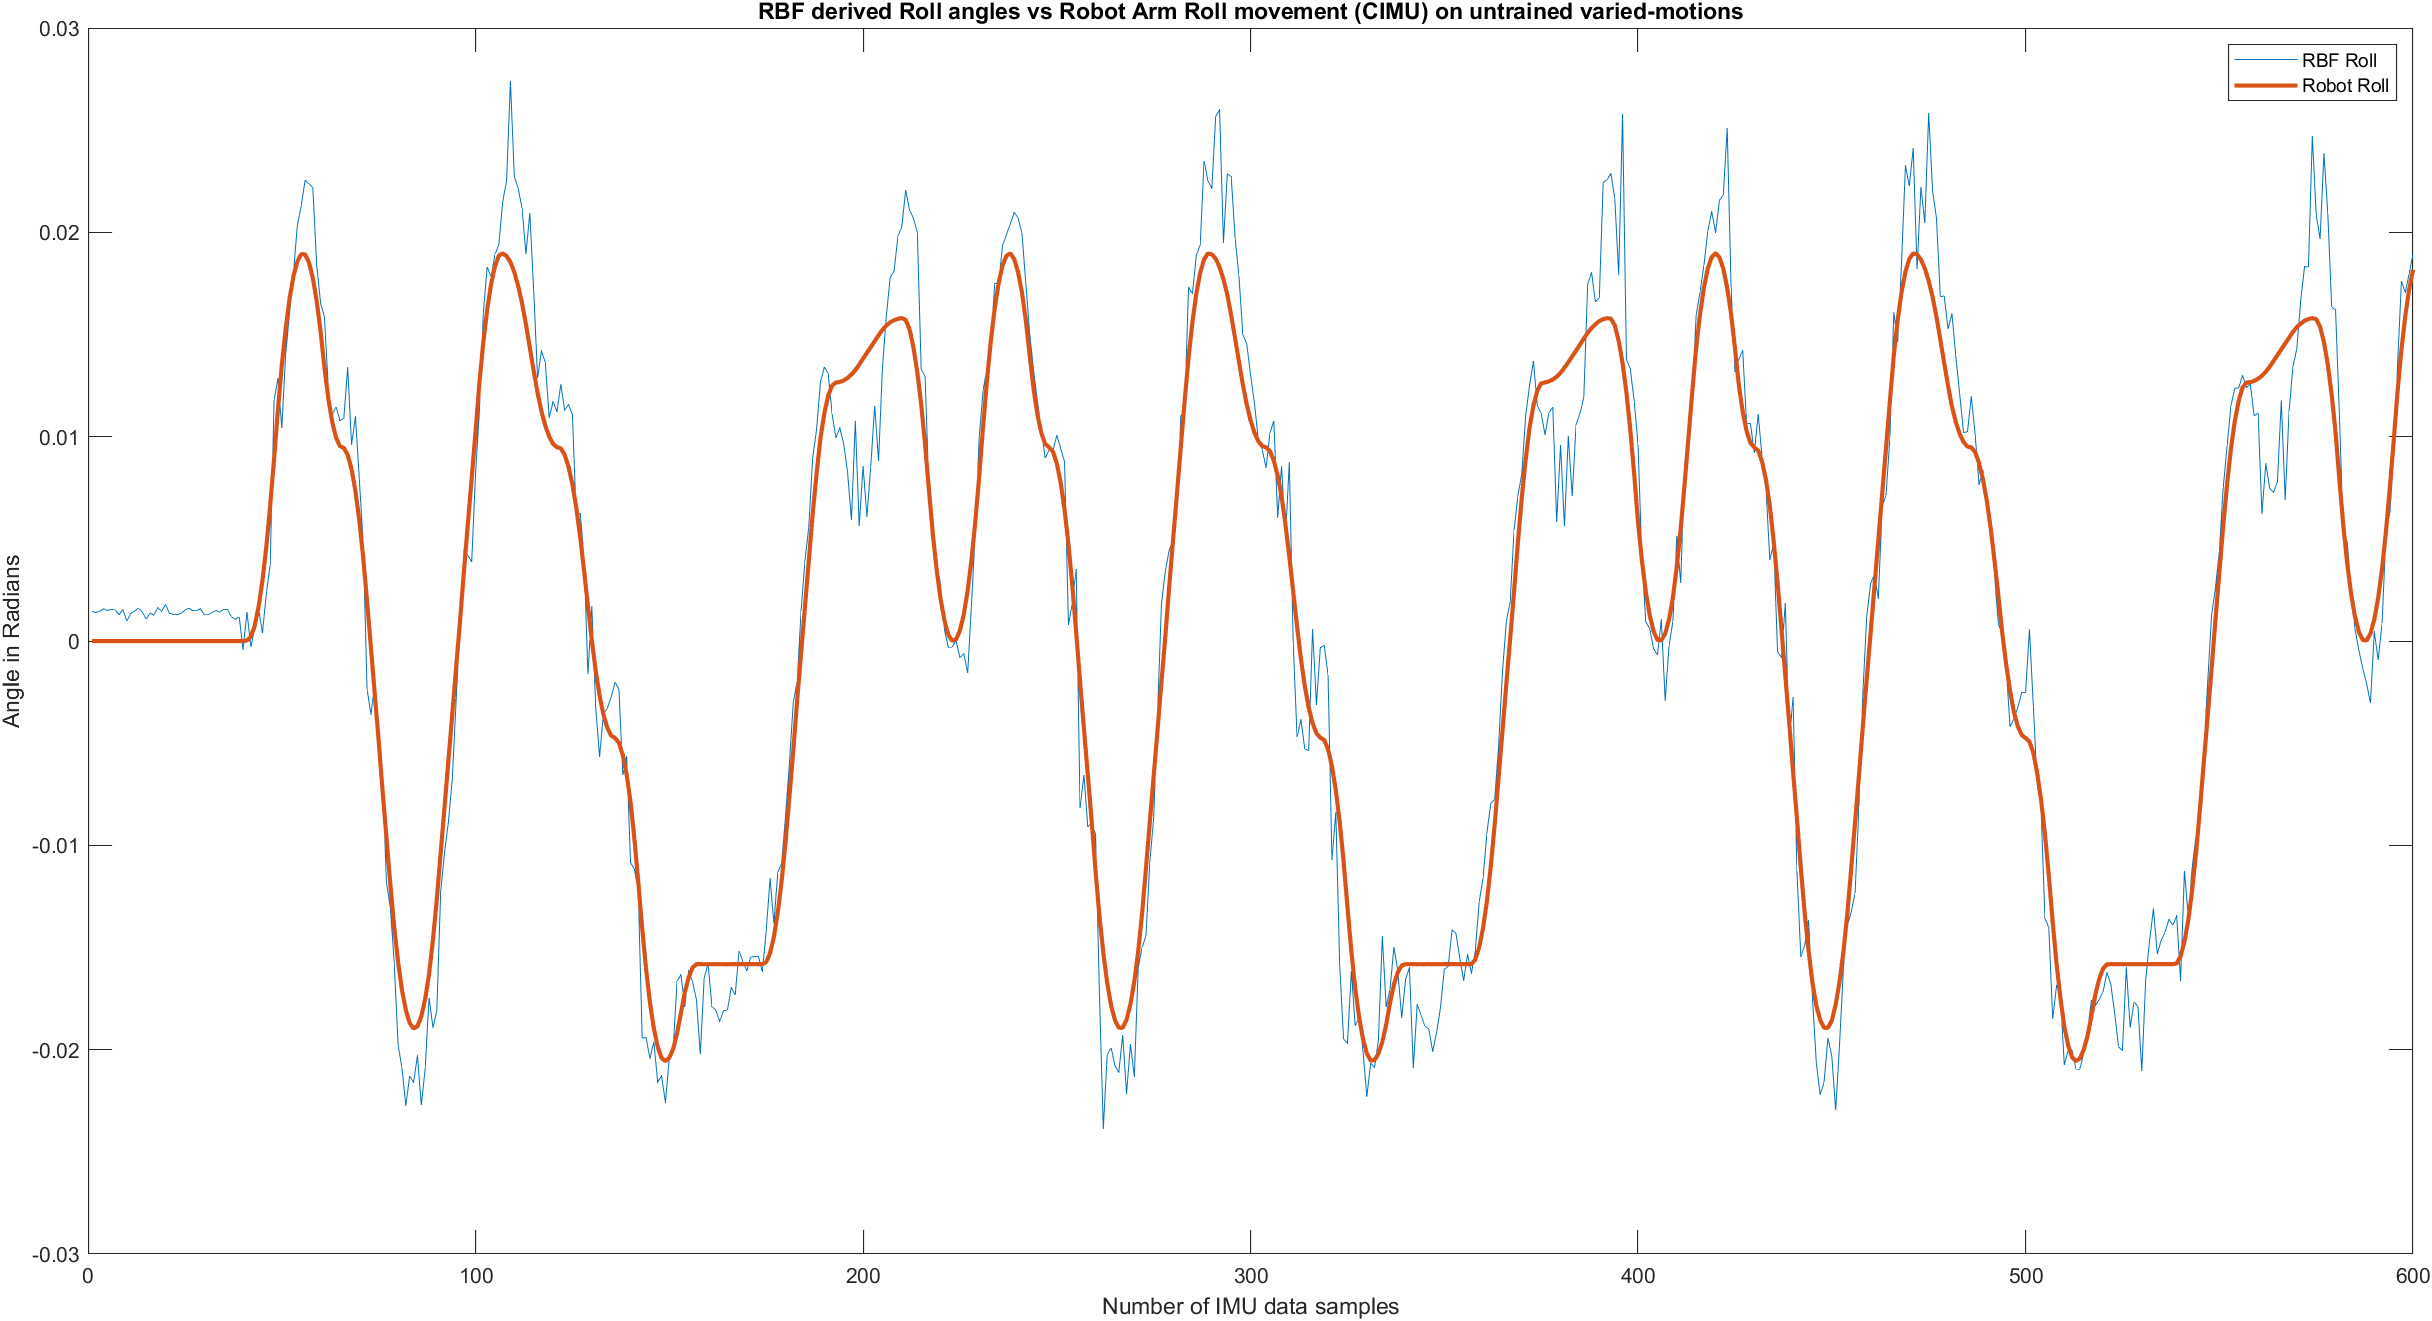 RBF derived Roll angles vs Robot Arm Roll movement (CIMU) on untrained varied-motions
RBF Roll
Robot Roll
Angle in Radians
0.03
0.02
0.01
0
-0.01
-0.02
-0.03
0 100 200 300 400 500 600
Number of IMU data samples